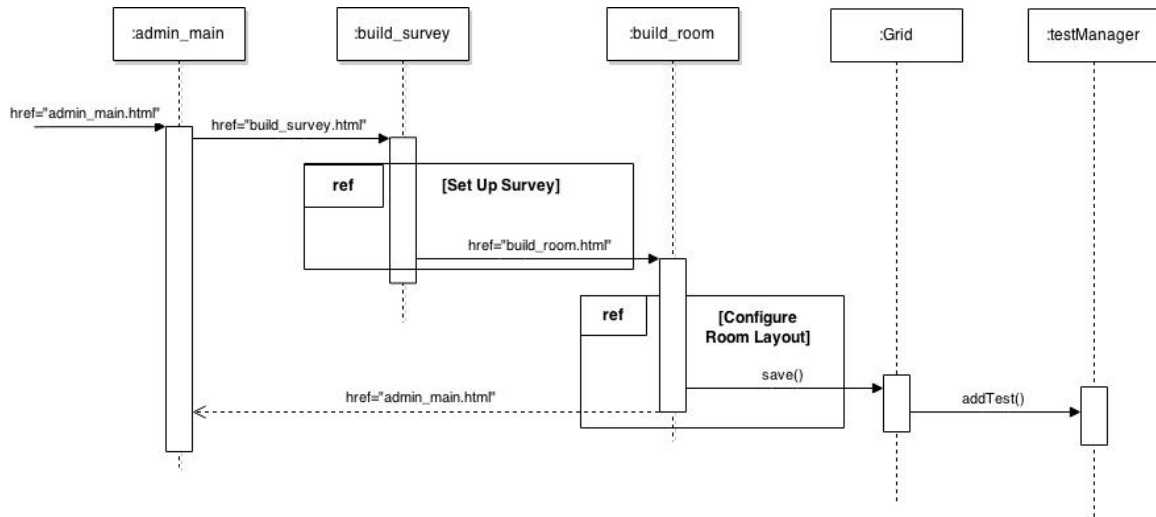 :admin_main
:build_survey
:build_room
:Grid
:testManager
href="admin_main.html"
href="build_survey.html"
ref
[Set Up Survey]
href="build_room.html"
ref
[Configure
Room Layout]
save()
href="admin_main.html"
addTest()